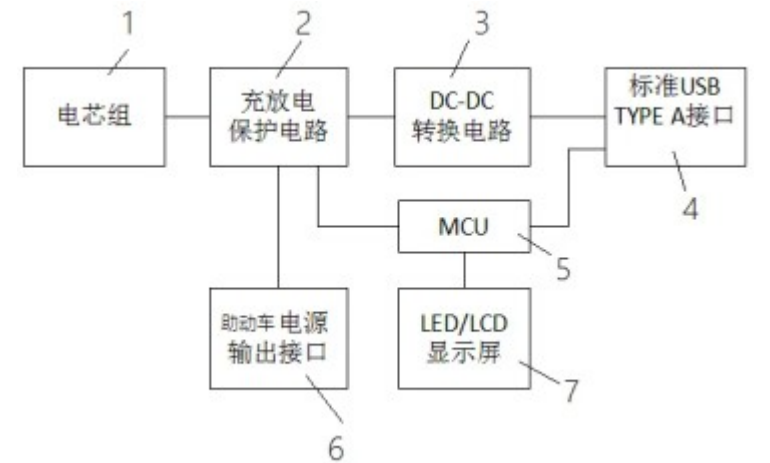 1
2
3
电芯组
充放电
保护电路
DC-DC
转换电路
标准USB
TYPE A接口
4
MCU
5
助动车电源
输出接口
LED/LCD
显示屏
6
7